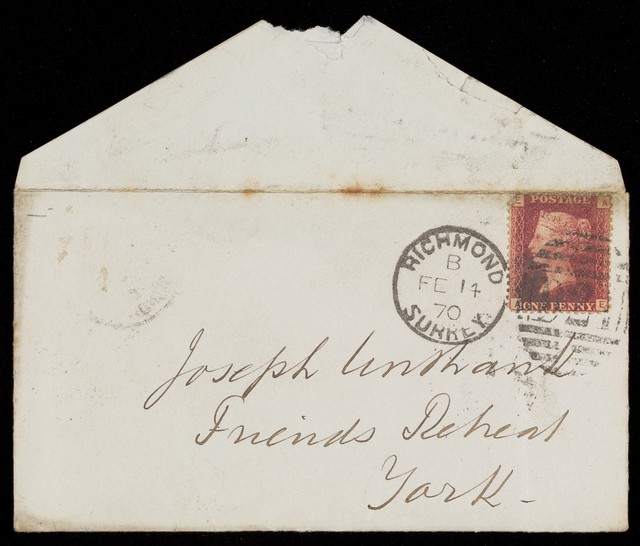 E A
POSTAGE
A ONE PENNY E
RICHMOND
B
FE 14
70
SURREY
Joseph Unthank
Friends Retreat
York -